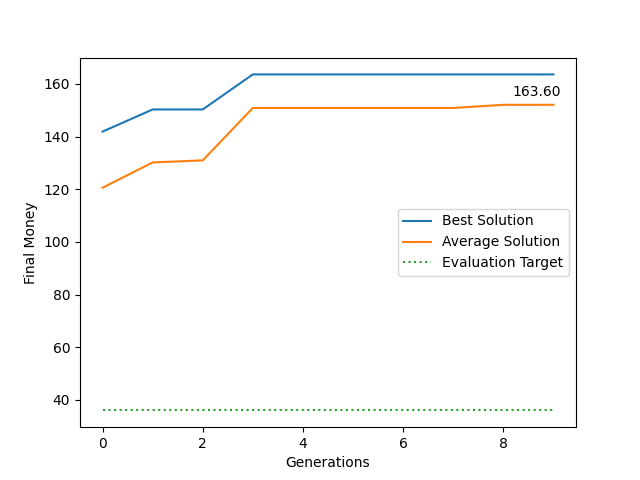 160
140
120
100
80
60
40
Final Money
163.60
Best Solution
Average Solution
Evaluation Target
0 2 4 6 8
Generations